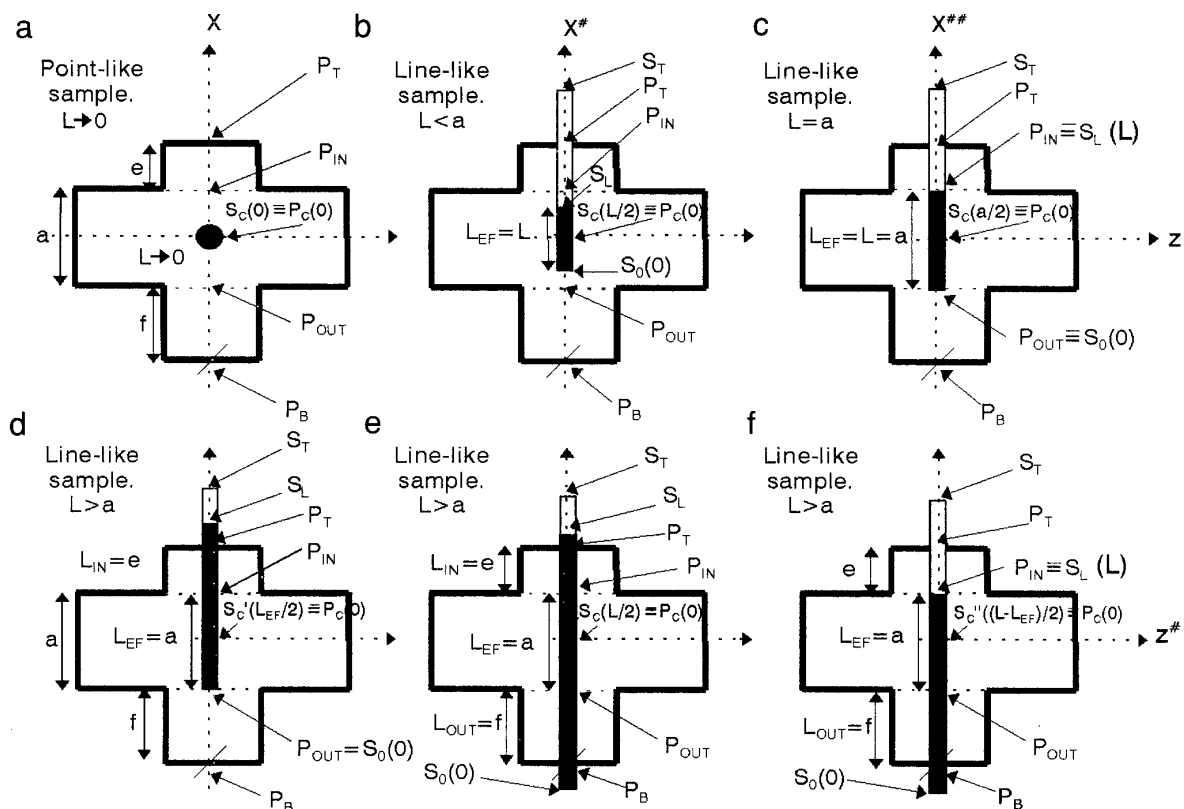 a
X
Point-like
sample.
L→0
P_T
e
P_IN
a
S_C(0)≡P_C(0)
L→0
f
P_OUT
P_B
b
X^#
Line-like
sample.
L<a
S_T
P_T
P_IN
S_L
S_C(L/2)≡P_C(0)
L_EF=L
S_0(0)
P_OUT
P_B
c
X^##
Line-like
sample.
L=a
S_T
P_T
P_IN≡S_L (L)
S_C(a/2)≡P_C(0)
L_EF=L=a
z
P_OUT≡S_0(0)
P_B
d
Line-like
sample.
L>a
S_T
S_L
P_T
L_IN=e
P_IN
a
S_C'(L_EF/2)≡P_C(0)
L_EF=a
f
P_OUT=S_0(0)
P_B
e
Line-like
sample.
L>a
S_T
S_L
P_T
L_IN=e
P_IN
S_C(L/2)=P_C(0)
L_EF=a
L_OUT=f
P_OUT
S_0(0)
P_B
f
Line-like
sample.
L>a
S_T
P_T
e
P_IN≡S_L (L)
S_C''((L-L_EF)/2)≡P_C(0)
L_EF=a
z^#
L_OUT=f
P_OUT
S_0(0)
P_B